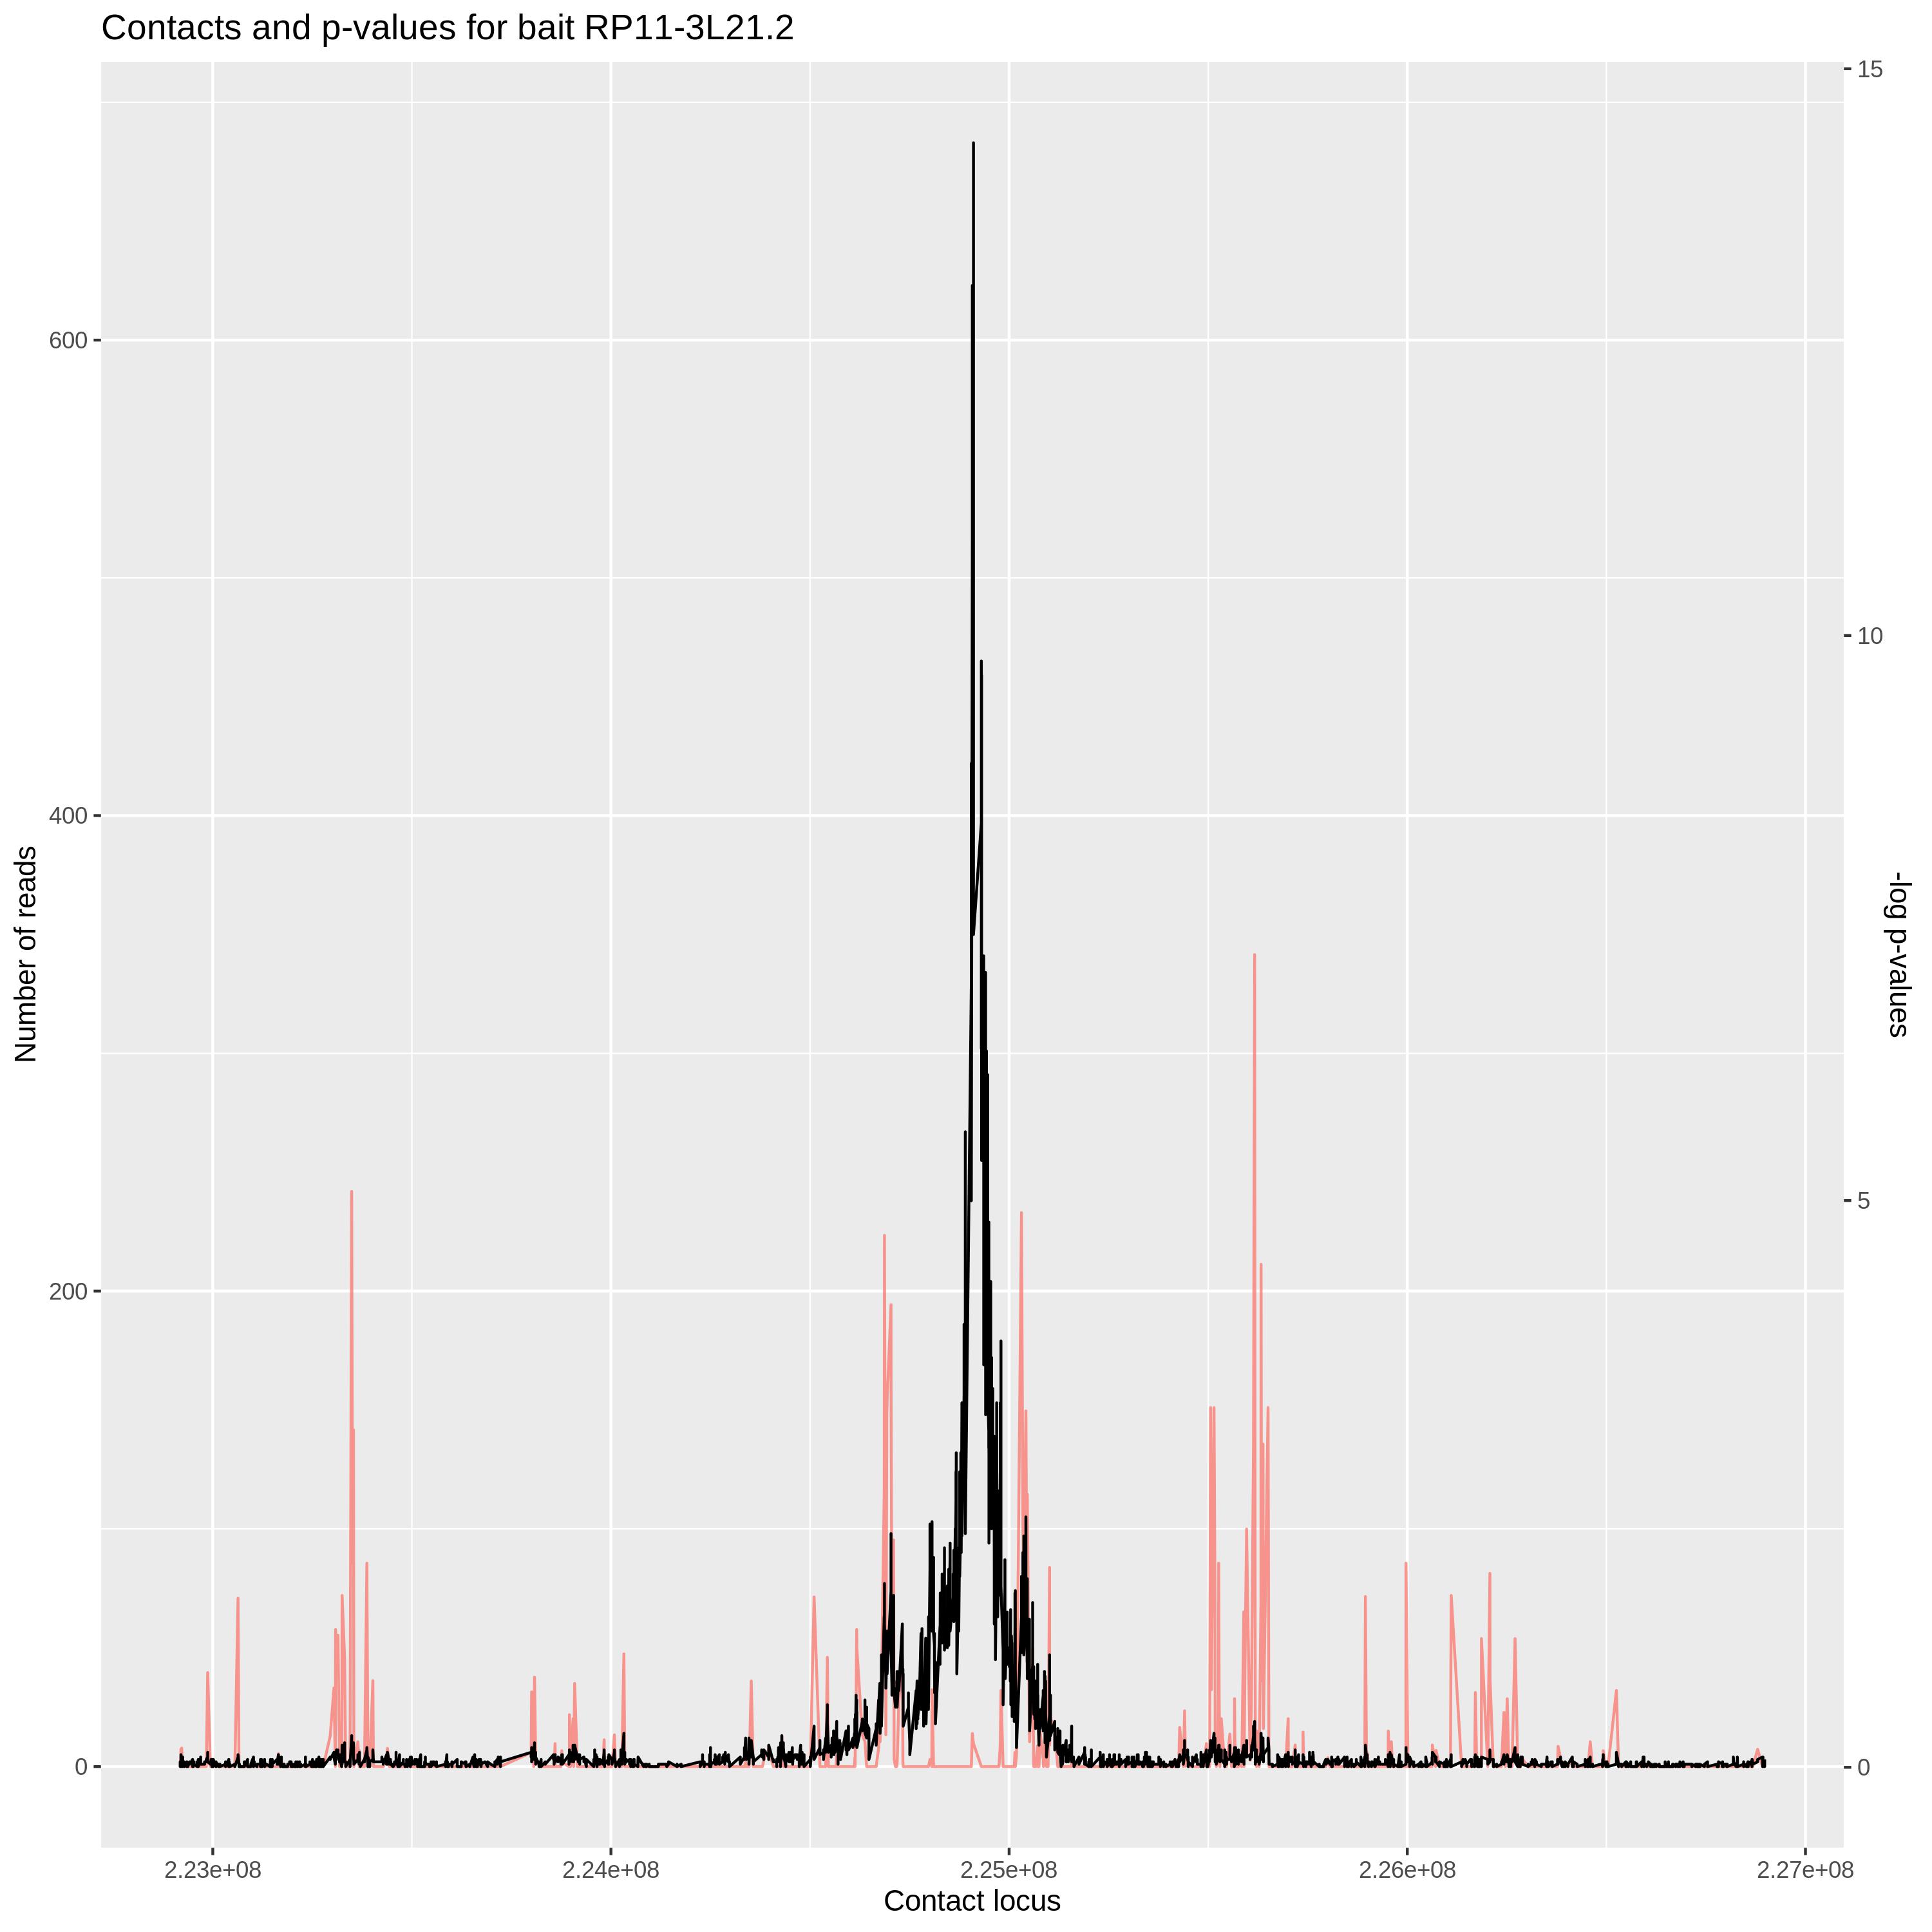 Contacts and p-values for bait RP11-3L21.2
15
600
10
400
Number of reads
-log p-values
5
200
0
0
2.23e+08
2.24e+08
2.25e+08
2.26e+08
2.27e+08
Contact locus